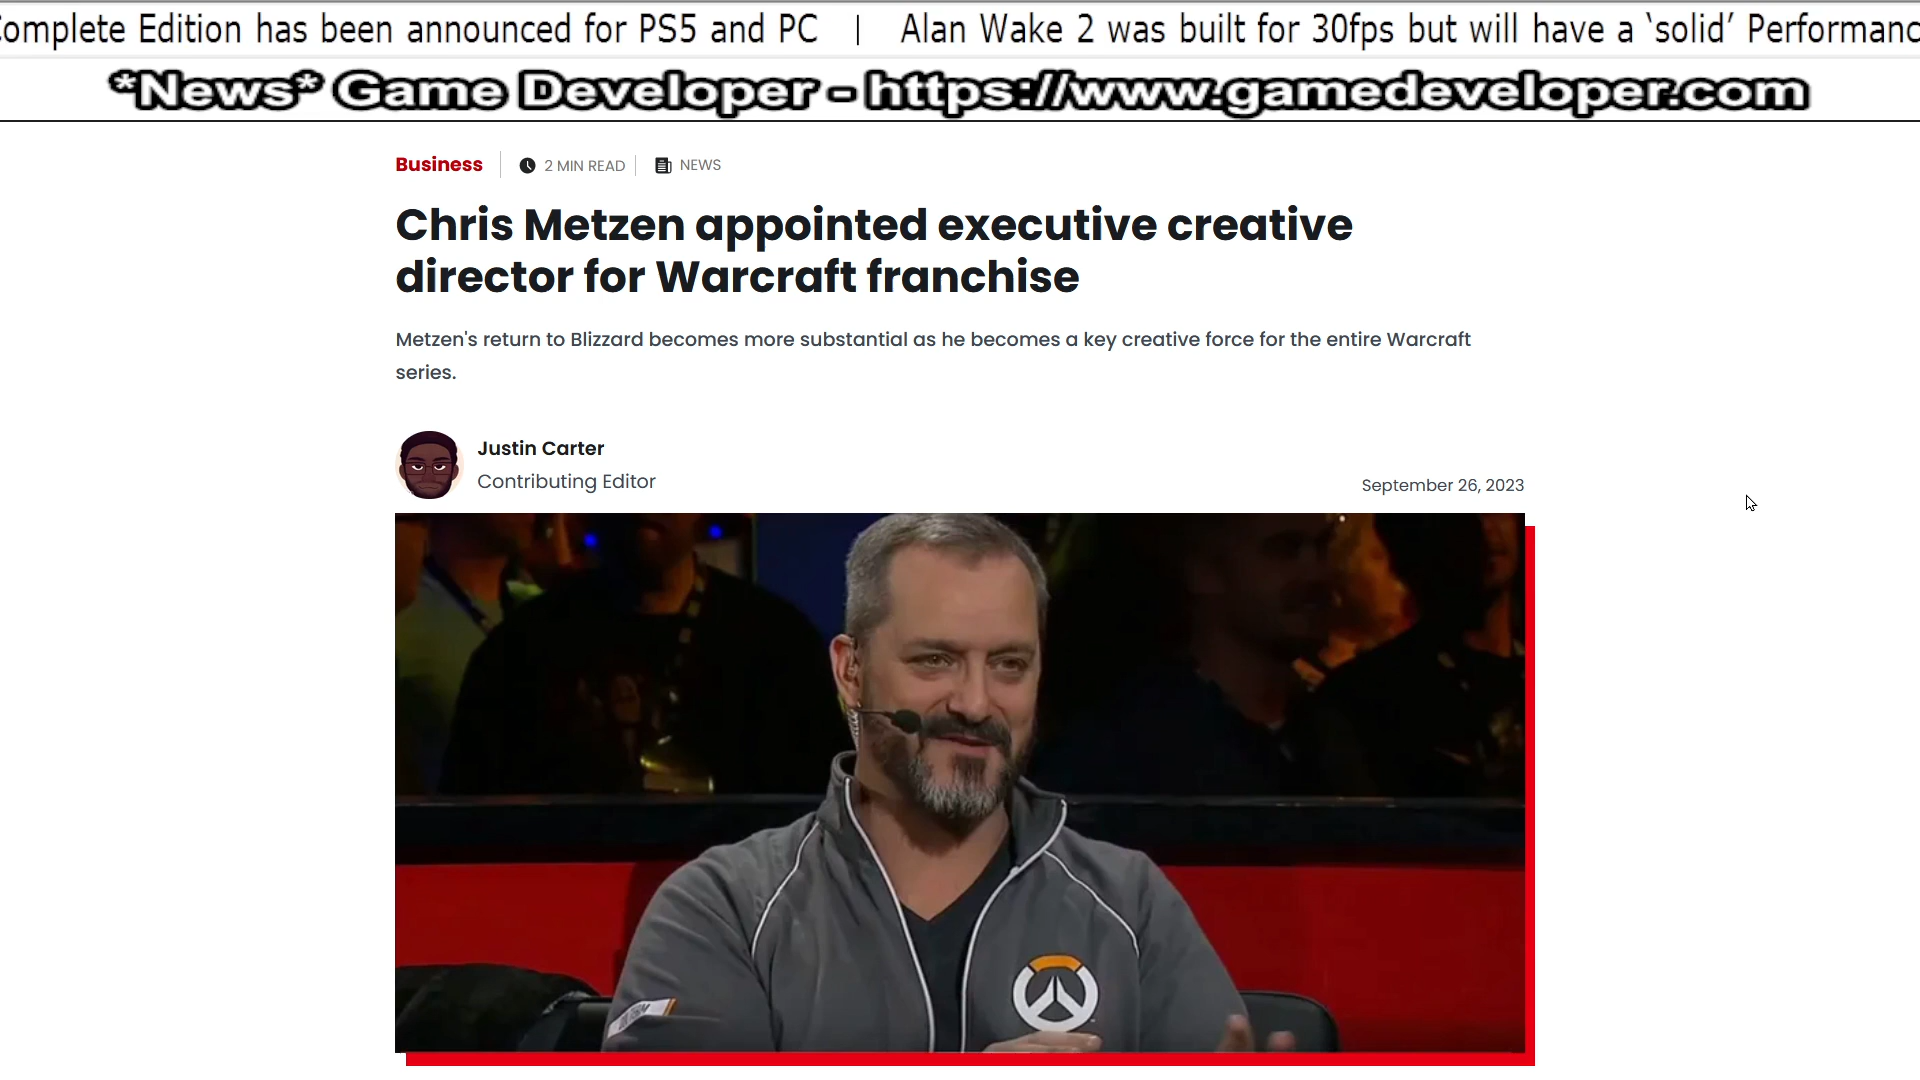 omplete Edition has been announced for PS5 and PC | Alan Wake 2 was built for 30fps but will have a ‘solid’ Performanc
*News* Game Developer - https://www.gamedeveloper.com
Business
2 MIN READ
NEWS
Chris Metzen appointed executive creative
director for Warcraft franchise
Metzen's return to Blizzard becomes more substantial as he becomes a key creative force for the entire Warcraft
series.
Justin Carter
Contributing Editor
September 26, 2023